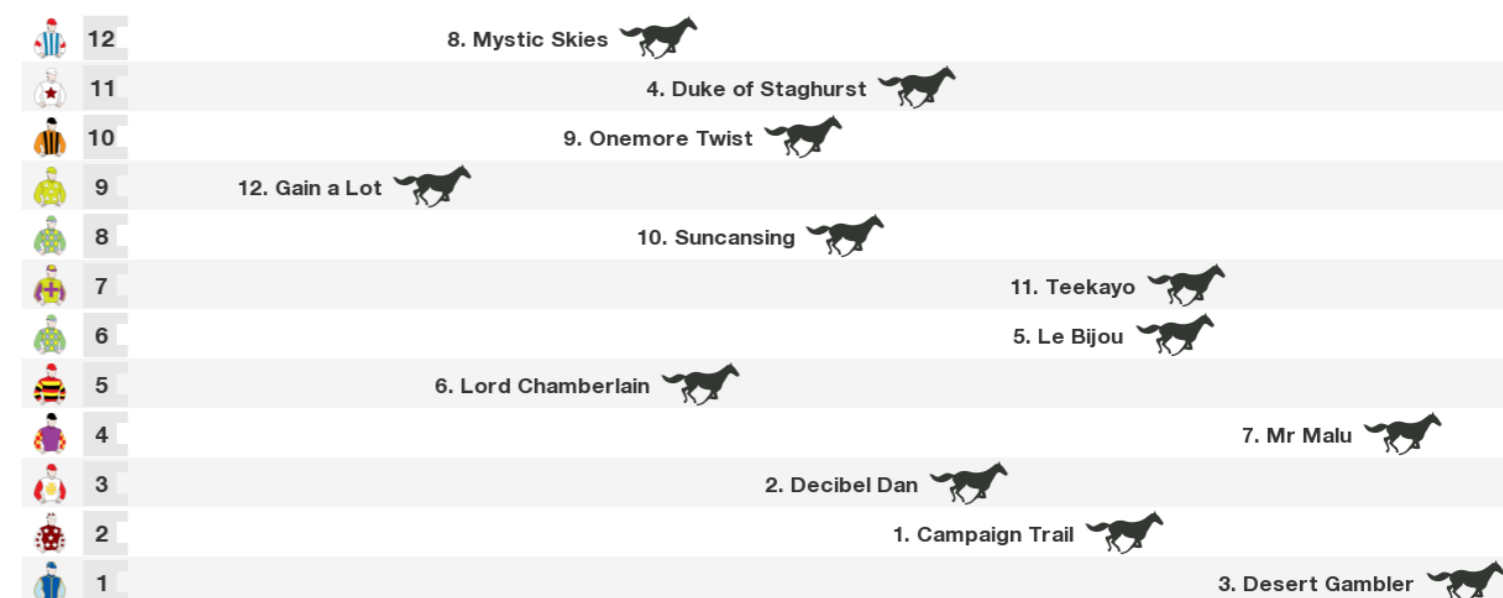 12 8. Mystic Skies
11 4. Duke of Staghurst
10 9. Onemore Twist
9 12. Gain a Lot
8 10. Suncansing
7 11. Teekayo
6 5. Le Bijou
5 6. Lord Chamberlain
4 7. Mr Malu
3 2. Decibel Dan
2 1. Campaign Trail
1 3. Desert Gambler